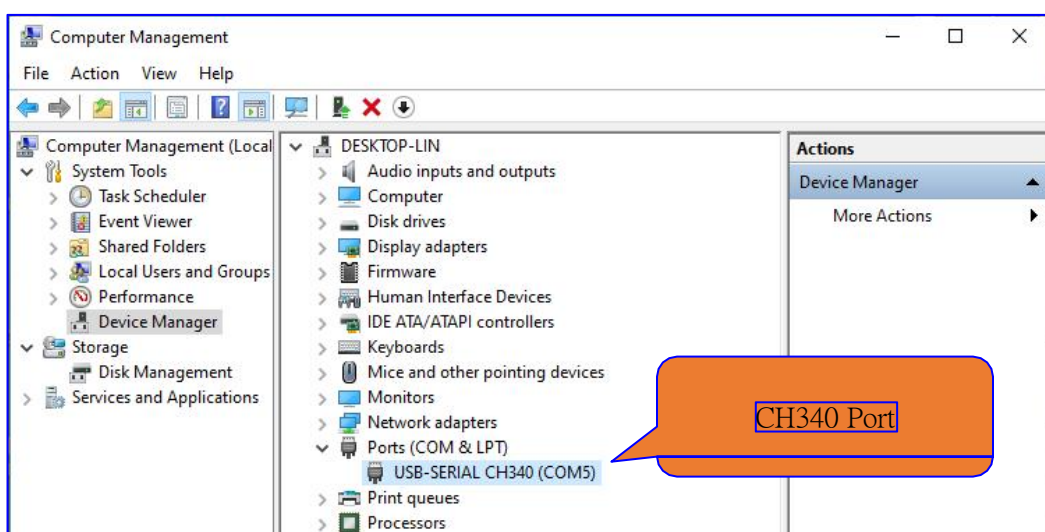 Computer Management
File Action View Help
Computer Management (Local
System Tools
Task Scheduler
Event Viewer
Shared Folders
Local Users and Groups
Performance
Device Manager
Storage
Disk Management
Services and Applications
DESKTOP-LIN
Audio inputs and outputs
Computer
Disk drives
Display adapters
Firmware
Human Interface Devices
IDE ATA/ATAPI controllers
Keyboards
Mice and other pointing devices
Monitors
Network adapters
Ports (COM & LPT)
USB-SERIAL CH340 (COM5)
Print queues
Processors
CH340 Port
Actions
Device Manager
More Actions